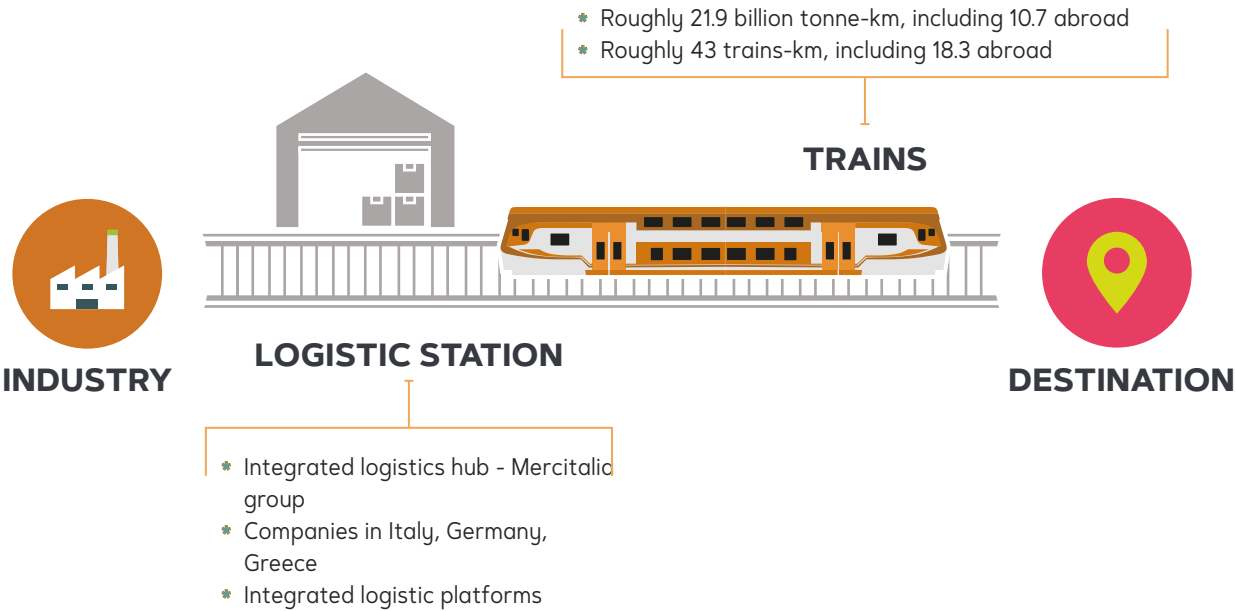 * Roughly 21.9 billion tonne-km, including 10.7 abroad
* Roughly 43 trains-km, including 18.3 abroad
TRAINS
LOGISTIC STATION
INDUSTRY
DESTINATION
* Integrated logistics hub - Mercitalia
group
* Companies in Italy, Germany,
Greece
* Integrated logistic platforms